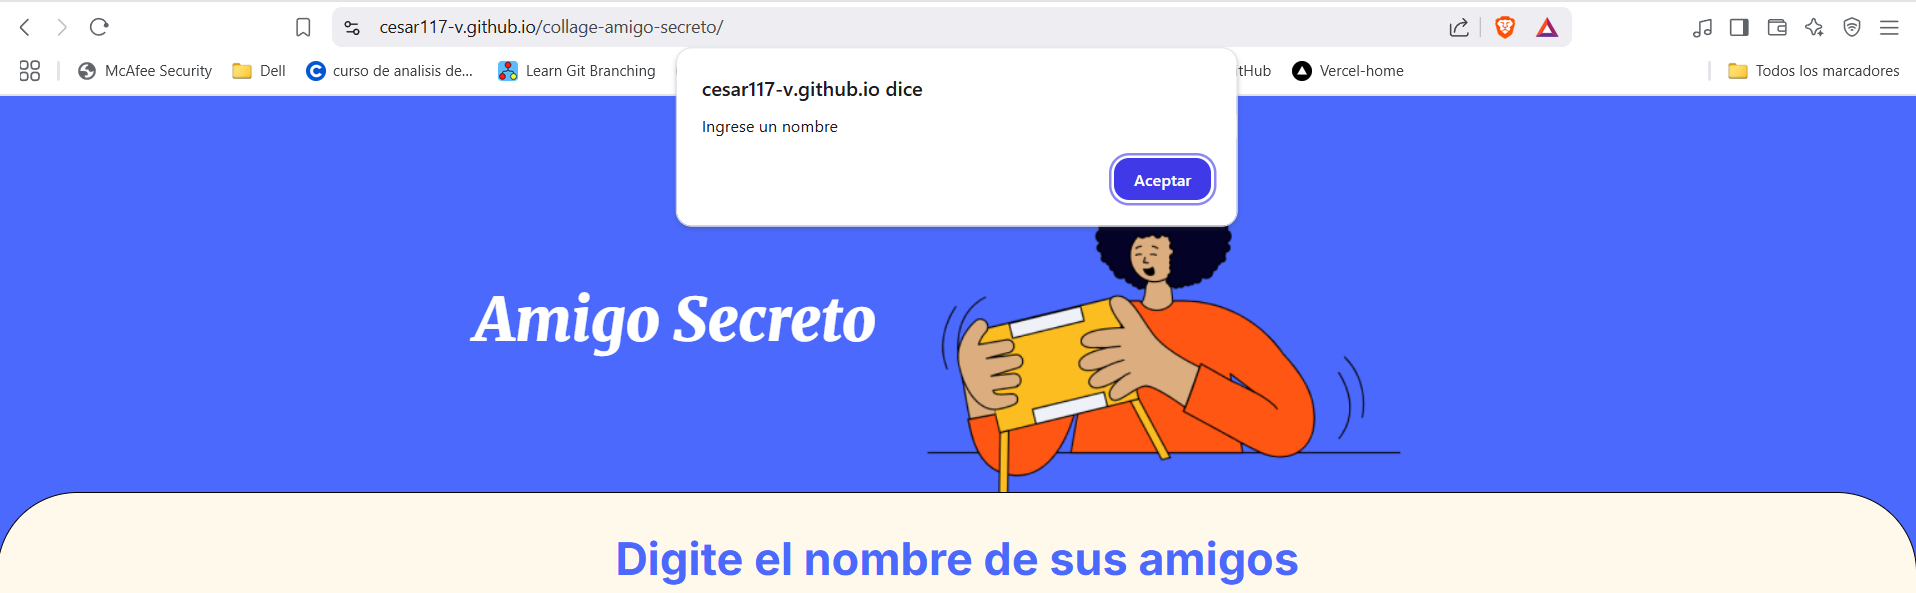 cesar117-v.github.io/collage-amigo-secreto/
McAfee Security
Dell
curso de analisis de...
Learn Git Branching
tHub
Vercel-home
Todos los marcadores
cesar117-v.github.io dice
Ingrese un nombre
Aceptar
Amigo Secreto
Digite el nombre de sus amigos